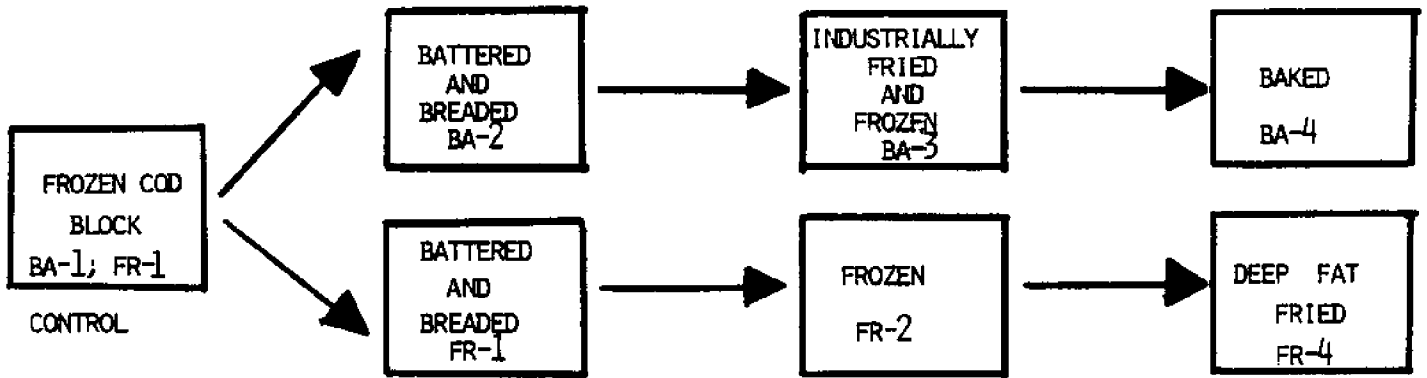 FROZEN COD
BLOCK
BA-1; FR-1
CONTROL
BATTERED
AND
BREADED
BA-2
INDUSTRIALLY
FRIED
AND
FROZEN
BA-3
BAKED
BA-4
BATTERED
AND
BREADED
FR-1
FROZEN
FR-2
DEEP FAT
FRIED
FR-4